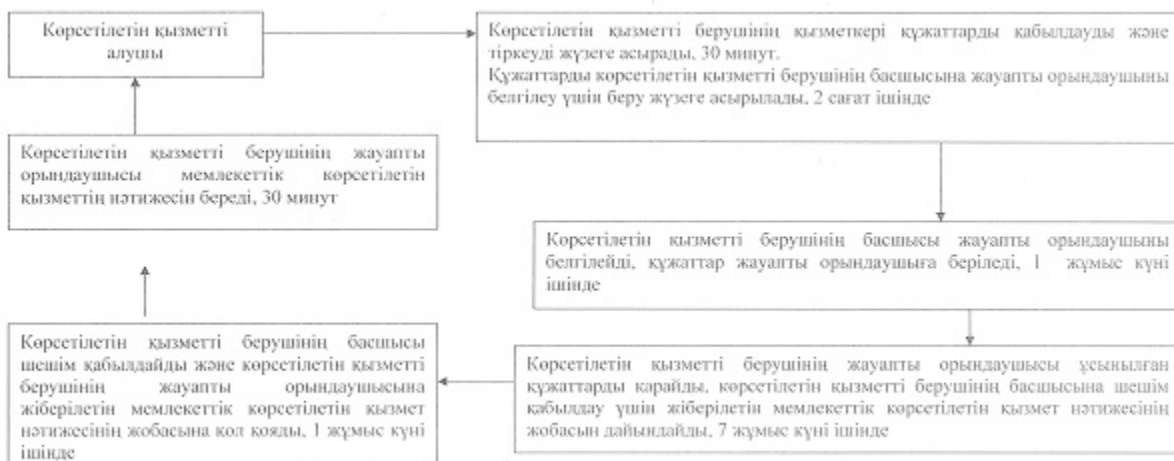 Көрсетілетін қызметті
алушы
Көрсетілетін қызметті берушінің қызметкері құжаттарды қабылдауды және
тіркеуді жүзеге асырады, 30 минут.
Құжаттарды көрсетілетін қызметті берушінің басшысына жауапты орындаушыны
белгілеу үшін беру жүзеге асырылады, 2 сағат ішінде
Көрсетілетін қызметті берушінің басшысы жауапты орындаушыны
белгілейді, құжаттар жауапты орындаушыға беріледі, 1 жұмыс күні
ішінде
Көрсетілетін қызметті берушінің жауапты орындаушысы ұсынылған
құжаттарды қарайды, көрсетілетін қызметті берушінің басшысына шешім
қабылдау үшін жіберілетін мемлекеттік көрсетілетін қызмет нәтижесінің
жобасын дайындайды, 7 жұмыс күні ішінде
Көрсетілетін қызметті берушінің басшысы
шешім қабылдайды және көрсетілетін қызметті
берушінің жауапты орындаушысына
жіберілетін мемлекеттік көрсетілетін қызмет
нәтижесінің жобасына қол қояды, 1 жұмыс күні
ішінде
Көрсетілетін қызметті берушінің жауапты
орындаушысы мемлекеттік көрсетілетін
қызметтің нәтижесін береді, 30 минут